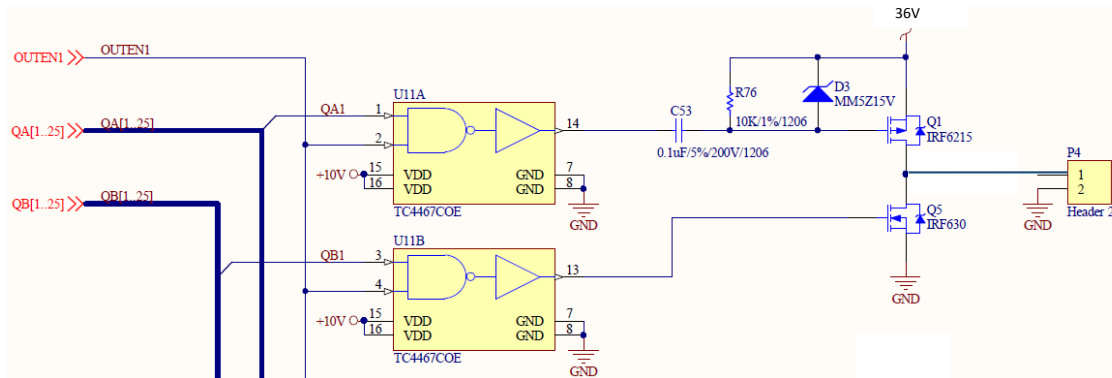 36V
OUTEN1
OUTEN1
U11A
QA1
1
14
C53
R76
D3
MM5Z15V
QA[1..25]
QA[1..25]
2
10K/1%/1206
Q1
IRF6215
0.1uF/5%/200V/1206
+10V
15
16
VDD
VDD
GND
GND
7
8
P4
1
2
Header 2
QB[1..25]
QB[1..25]
TC4467COE
GND
GND
Q5
IRF630
U11B
QB1
3
13
4
GND
+10V
15
16
VDD
VDD
GND
GND
7
8
TC4467COE
GND